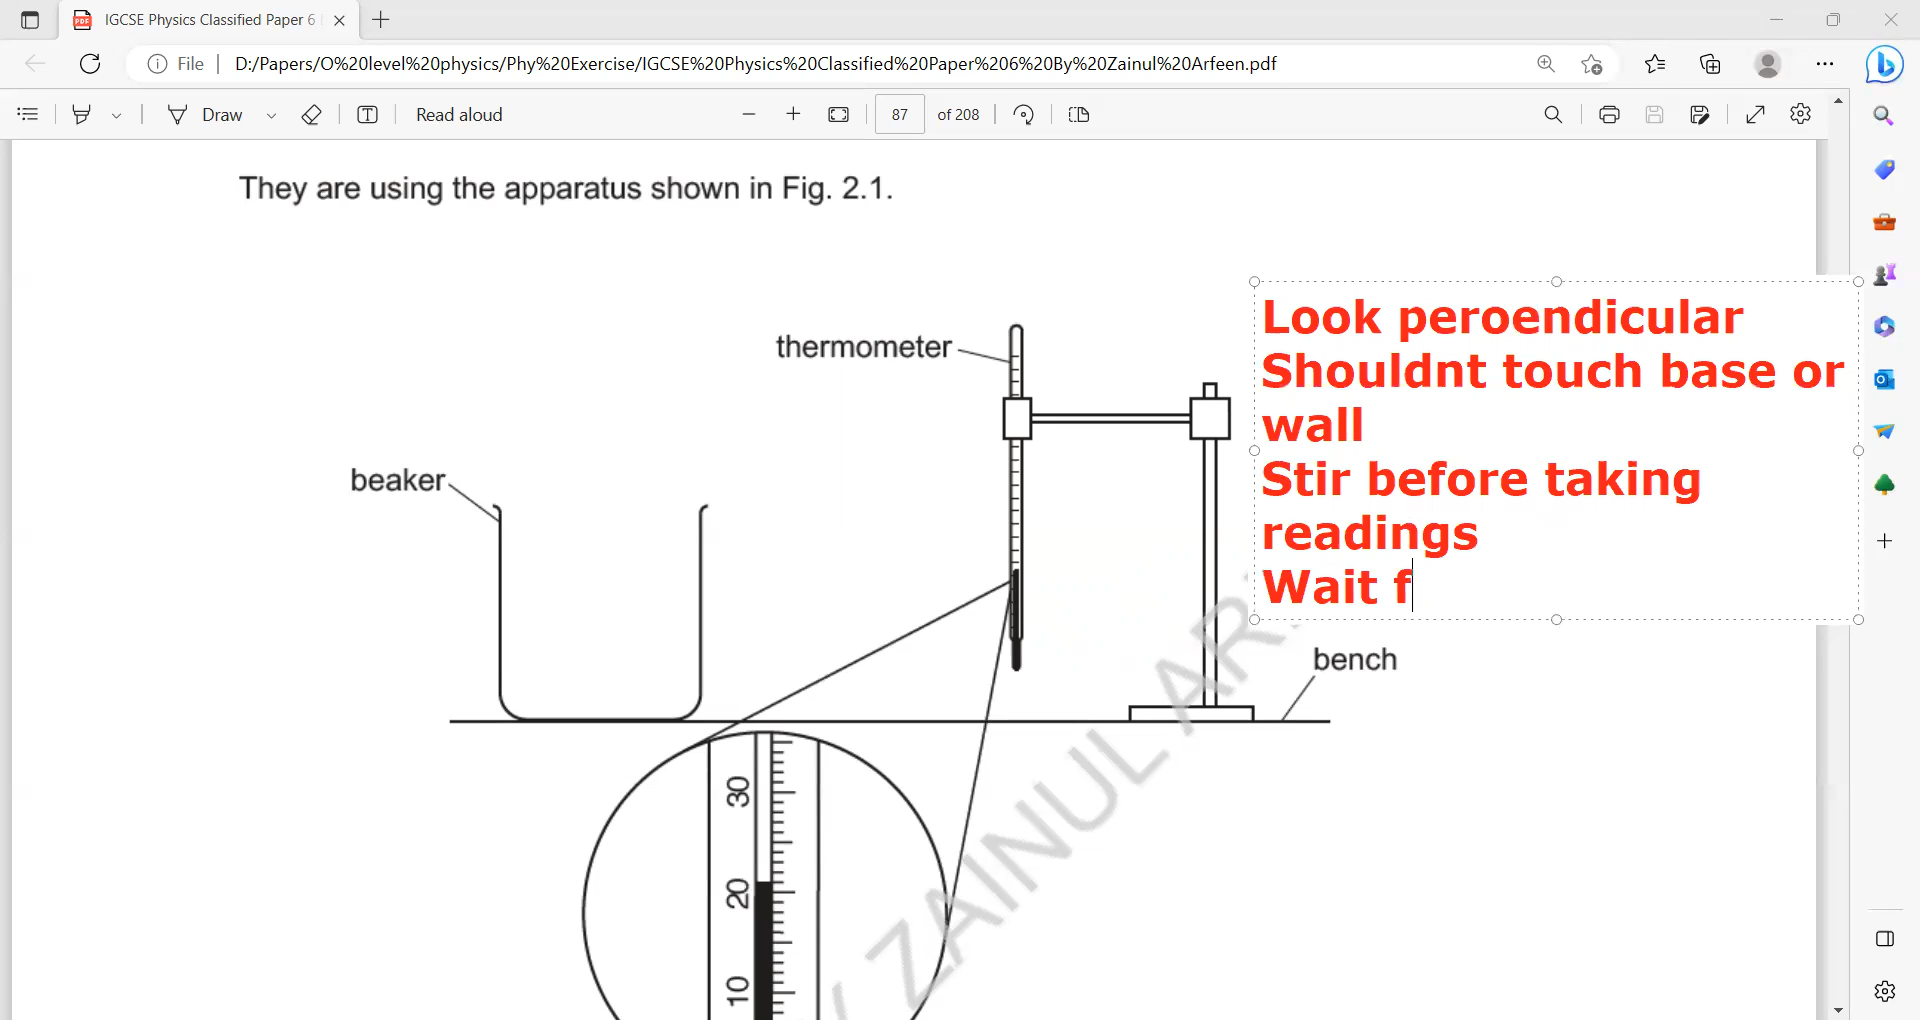 IGCSE Physics Classified Paper 6
File
D:/Papers/O%20level%20physics/Phy%20Exercise/IGCSE%20Physics%20Classified%20Paper%206%20By%20Zainul%20Arfeen.pdf
Draw
Read aloud
87
of 208
They are using the apparatus shown in Fig. 2.1.
thermometer
beaker
Look peroendicular
Shouldnt touch base or
wall
Stir before taking
readings
Wait f
bench
30
20
10
Y ZAINUL AR